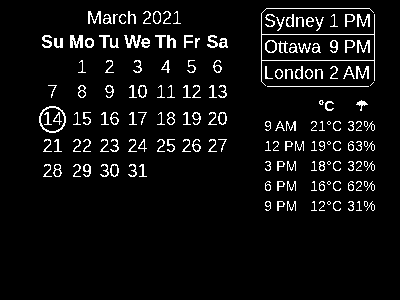 March 2021
Su Mo Tu We Th Fr Sa
1 2 3 4 5 6
7 8 9 10 11 12 13
14 15 16 17 18 19 20
21 22 23 24 25 26 27
28 29 30 31
Sydney 1 PM
Ottawa 9 PM
London 2 AM
°C
9 AM 21°C 32%
12 PM 19°C 63%
3 PM 18°C 32%
6 PM 16°C 62%
9 PM 12°C 31%